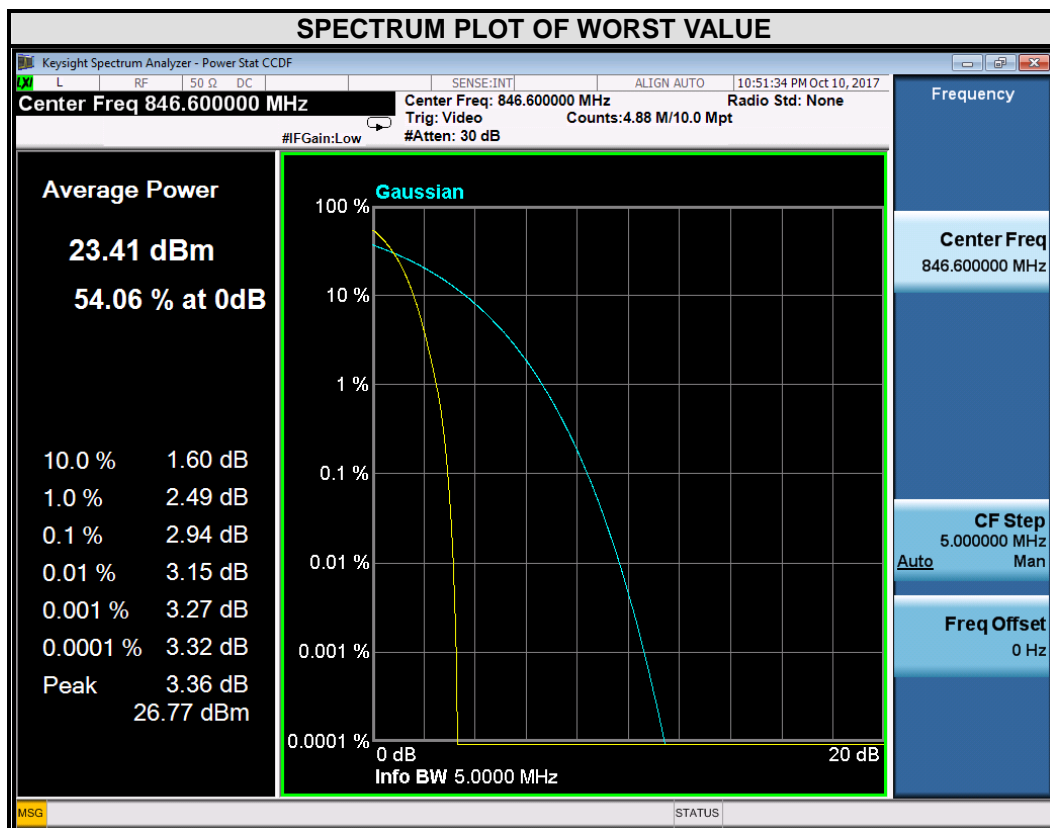 SPECTRUM PLOT OF WORST VALUE
Keysight Spectrum Analyzer - Power Stat CCDF
LXI L RF 50 Ω DC SENSE:INT ALIGN AUTO 10:51:34 PM Oct 10, 2017
Center Freq 846.600000 MHz
#IFGain:Low
Center Freq: 846.600000 MHz Radio Std: None
Trig: Video Counts:4.88 M/10.0 Mpt
#Atten: 30 dB
Average Power
23.41 dBm
54.06 % at 0dB
10.0 % 1.60 dB
1.0 % 2.49 dB
0.1 % 2.94 dB
0.01 % 3.15 dB
0.001 % 3.27 dB
0.0001 % 3.32 dB
Peak 3.36 dB
26.77 dBm
Gaussian
100 %
10 %
1 %
0.1 %
0.01 %
0.001 %
0.0001 %
0 dB 20 dB
Info BW 5.0000 MHz
Frequency
Center Freq
846.600000 MHz
CF Step
5.000000 MHz
Auto Man
Freq Offset
0 Hz
MSG STATUS